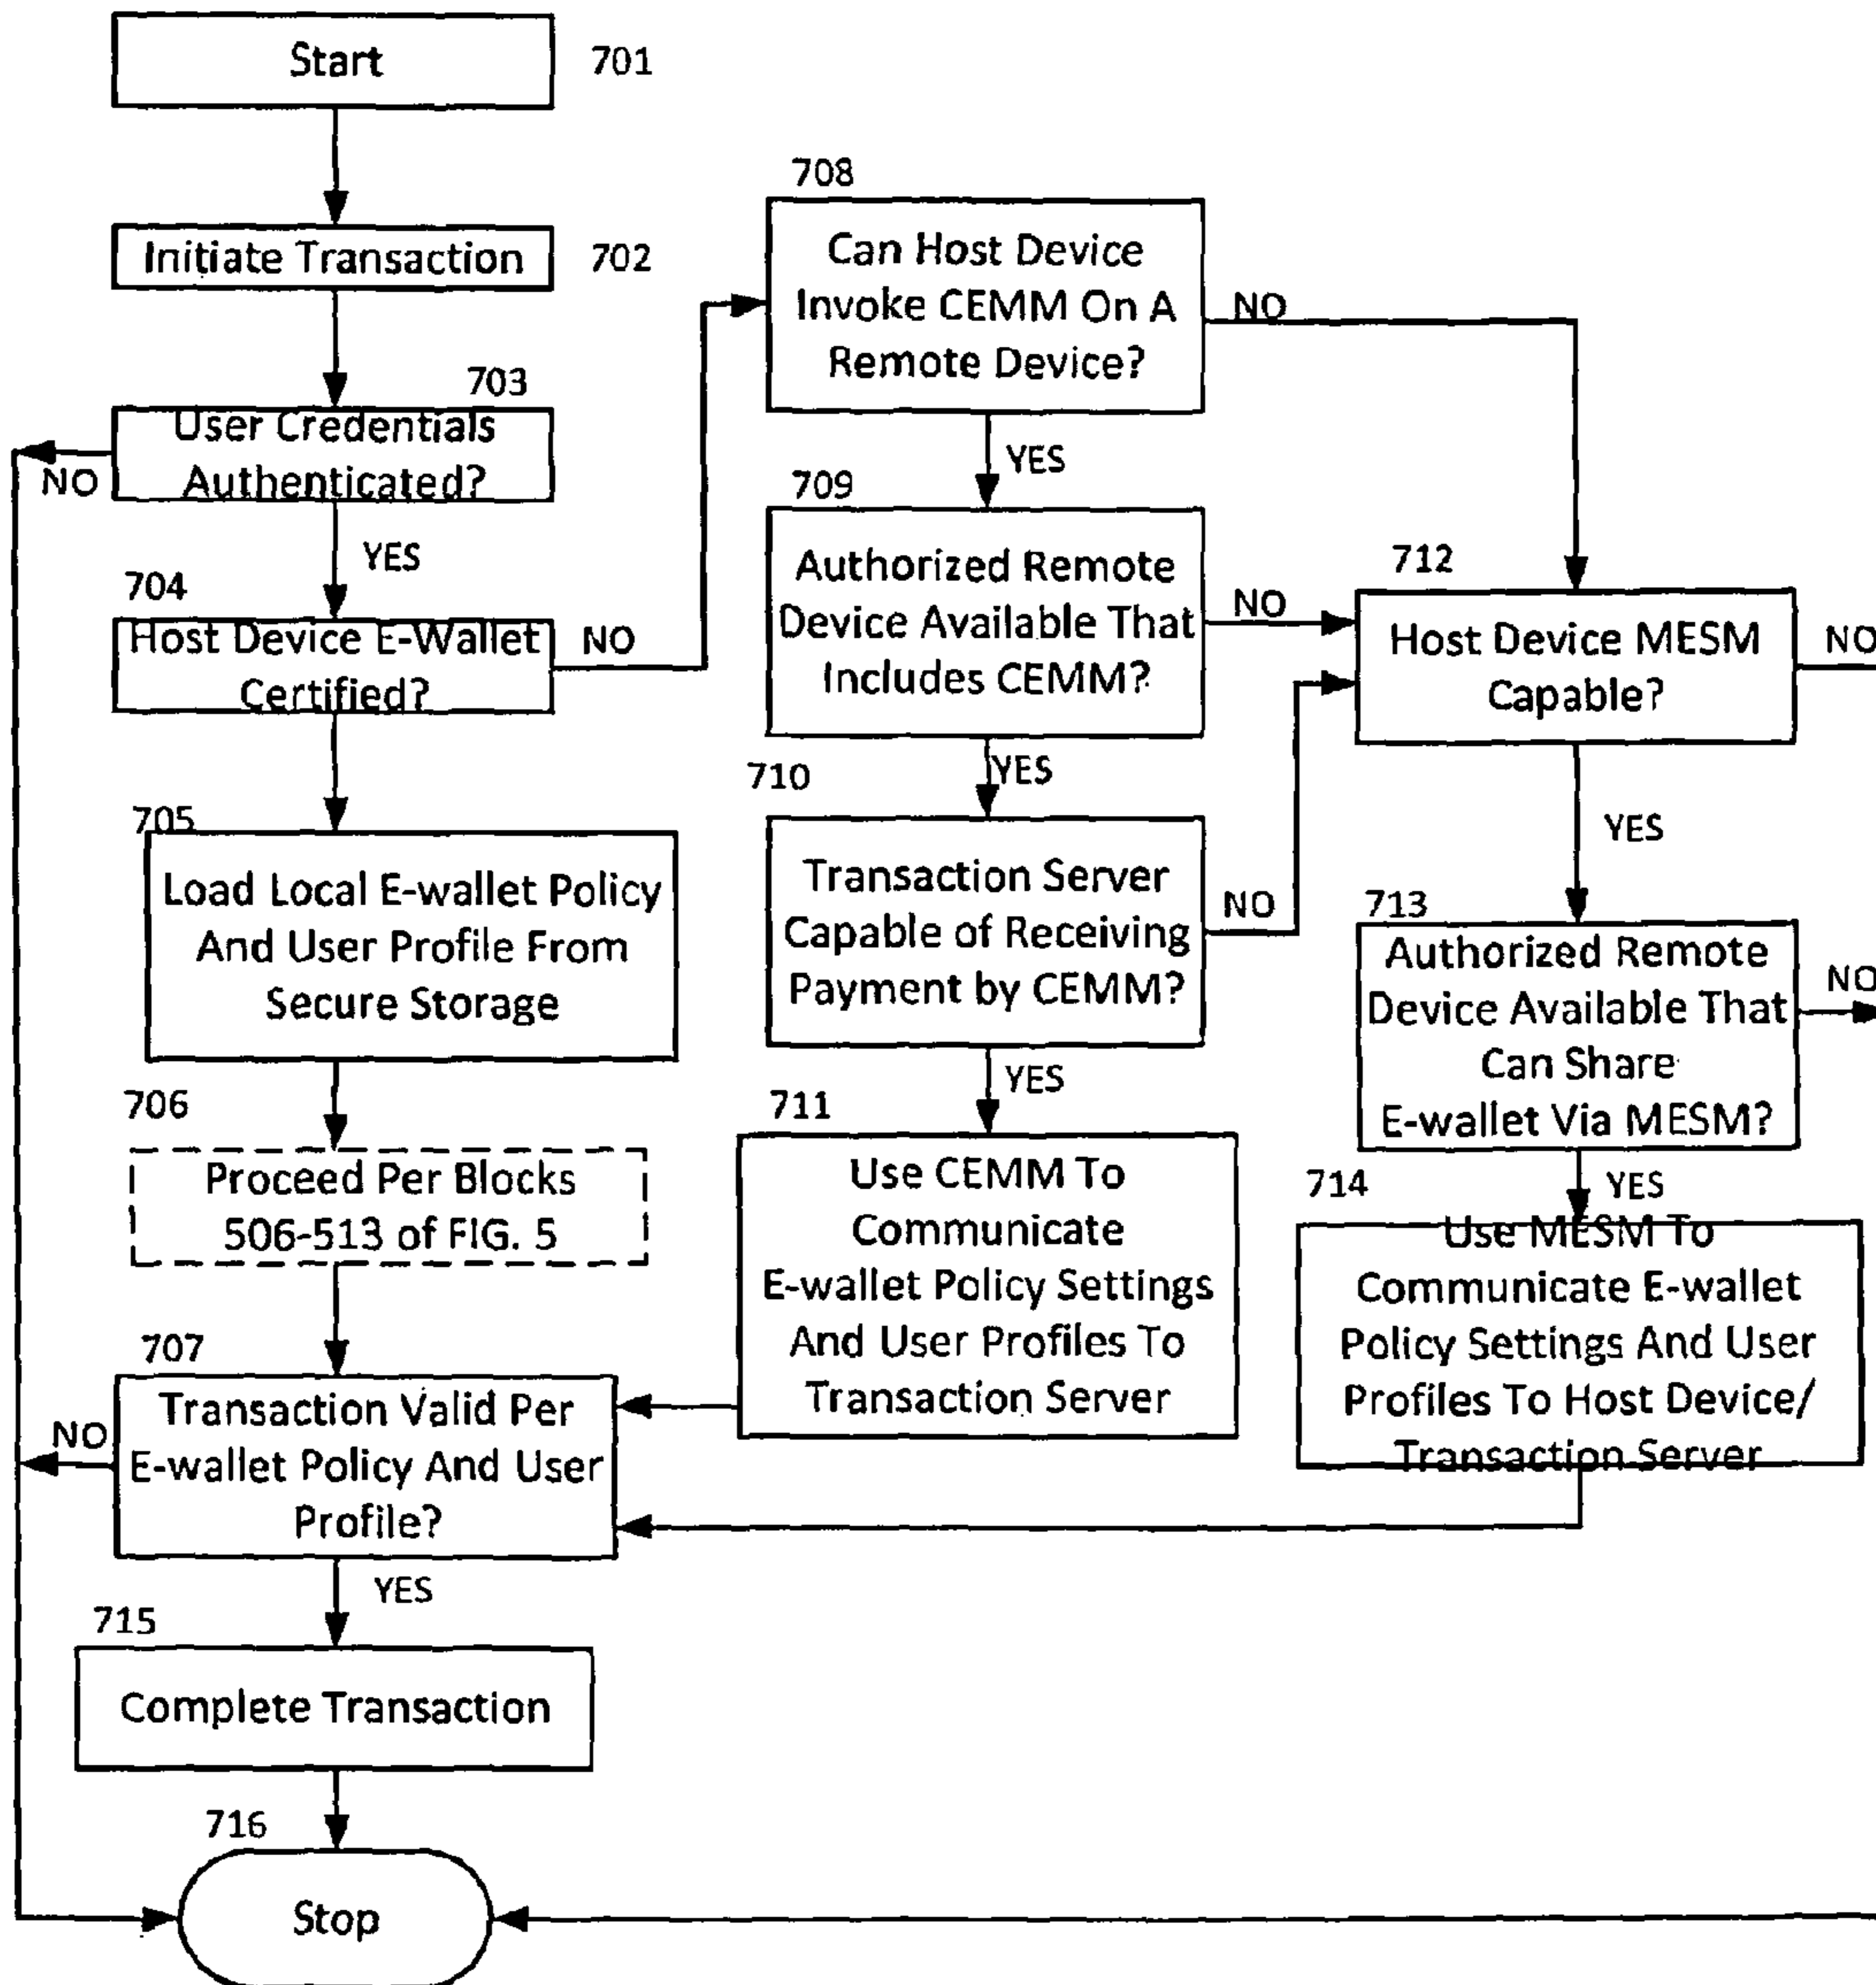 Start
701
Initiate Transaction
702
703
User Credentials
Authenticated?
NO
YES
704
Host Device E-Wallet
Certified?
NO
705
Load Local E-wallet Policy
And User Profile From
Secure Storage
706
Proceed Per Blocks
506-513 of FIG. 5
707
Transaction Valid Per
E-wallet Policy And User
Profile?
NO
YES
715
Complete Transaction
716
Stop
708
Can Host Device
Invoke CEMM On A
Remote Device?
NO
YES
709
Authorized Remote
Device Available That
Includes CEMM?
NO
YES
710
Transaction Server
Capable of Receiving
Payment by CEMM?
NO
YES
711
Use CEMM To
Communicate
E-wallet Policy Settings
And User Profiles To
Transaction Server
712
Host Device MESM
Capable?
NO
YES
713
Authorized Remote
Device Available That
Can Share
E-wallet Via MESM?
NO
YES
714
Use MESM To
Communicate E-wallet
Policy Settings And User
Profiles To Host Device/
Transaction Server